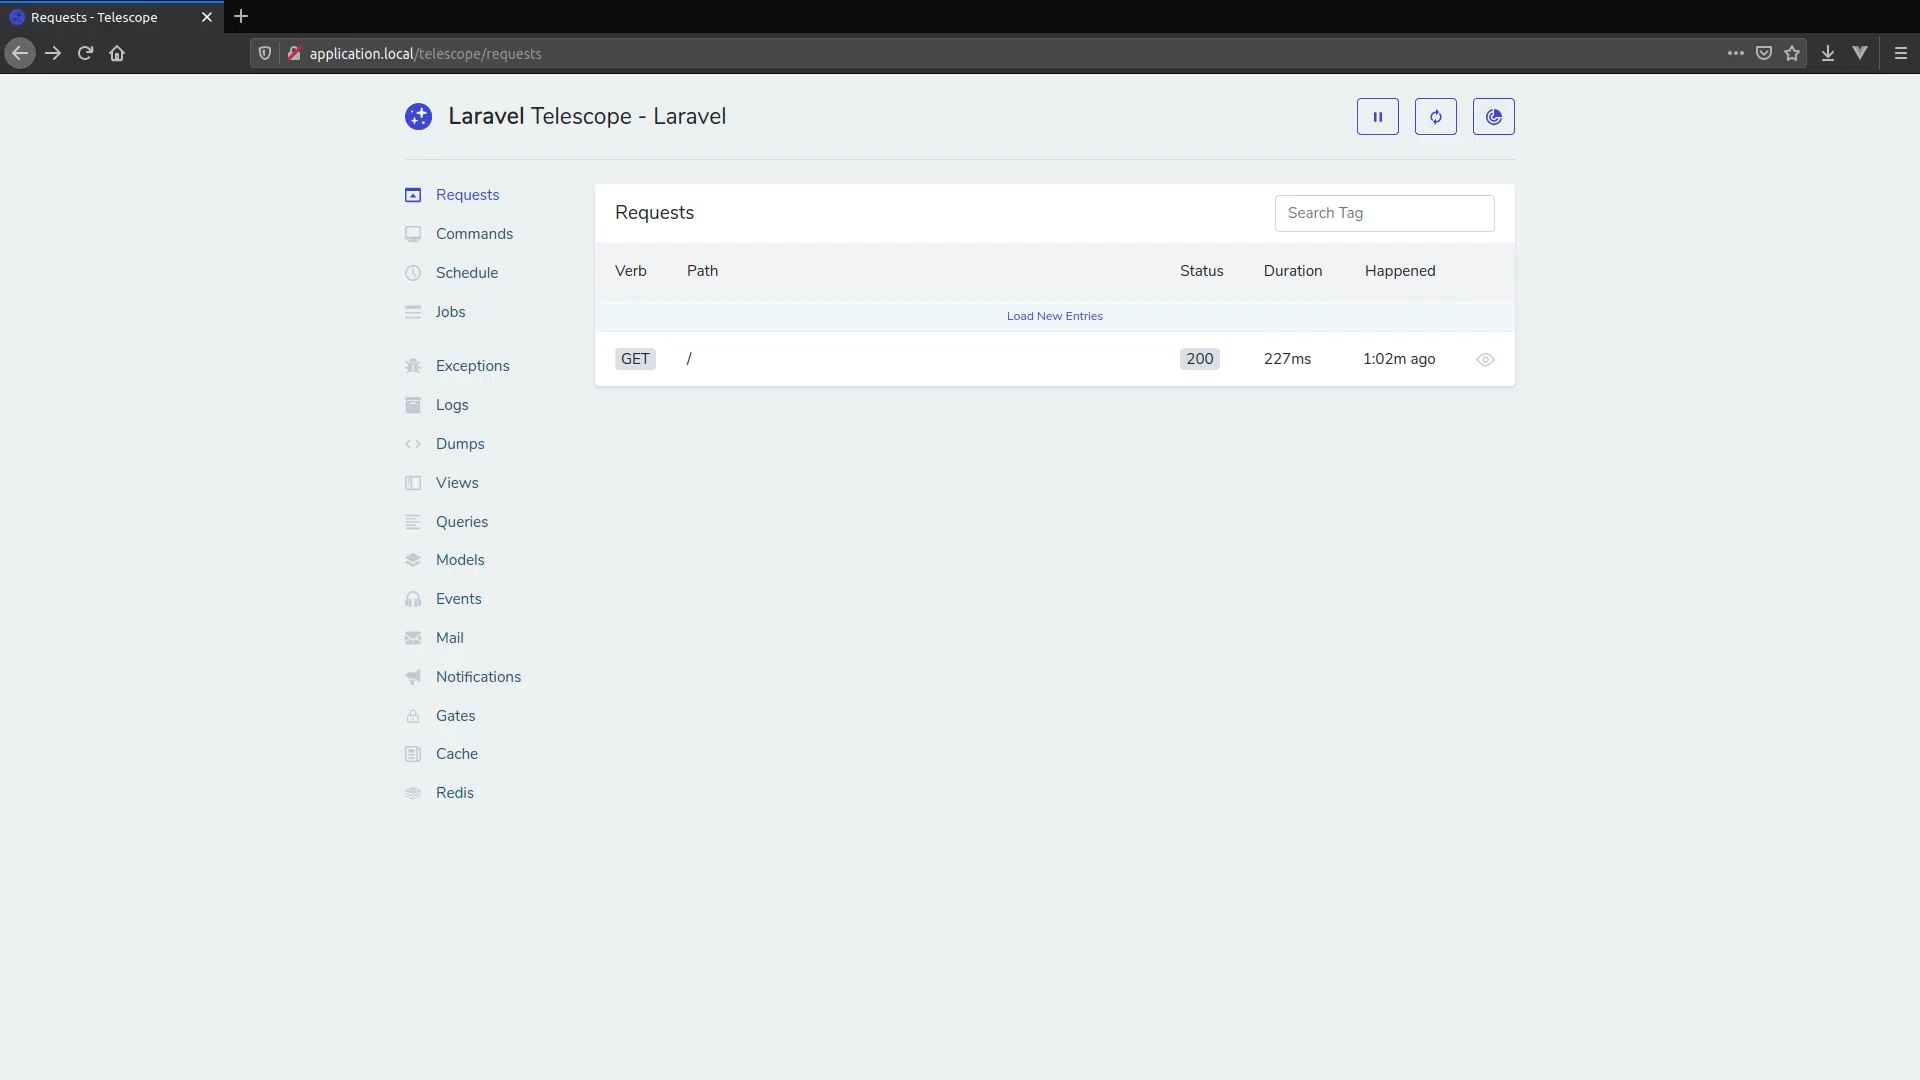 Requests - Telescope
application.local/telescope/requests
Laravel Telescope - Laravel
Requests
Commands
Schedule
Jobs
Exceptions
Logs
Dumps
Views
Queries
Models
Events
Mail
Notifications
Gates
Cache
Redis
Requests
Search Tag
Verb Path Status Duration Happened
Load New Entries
GET / 200 227ms 1:02m ago